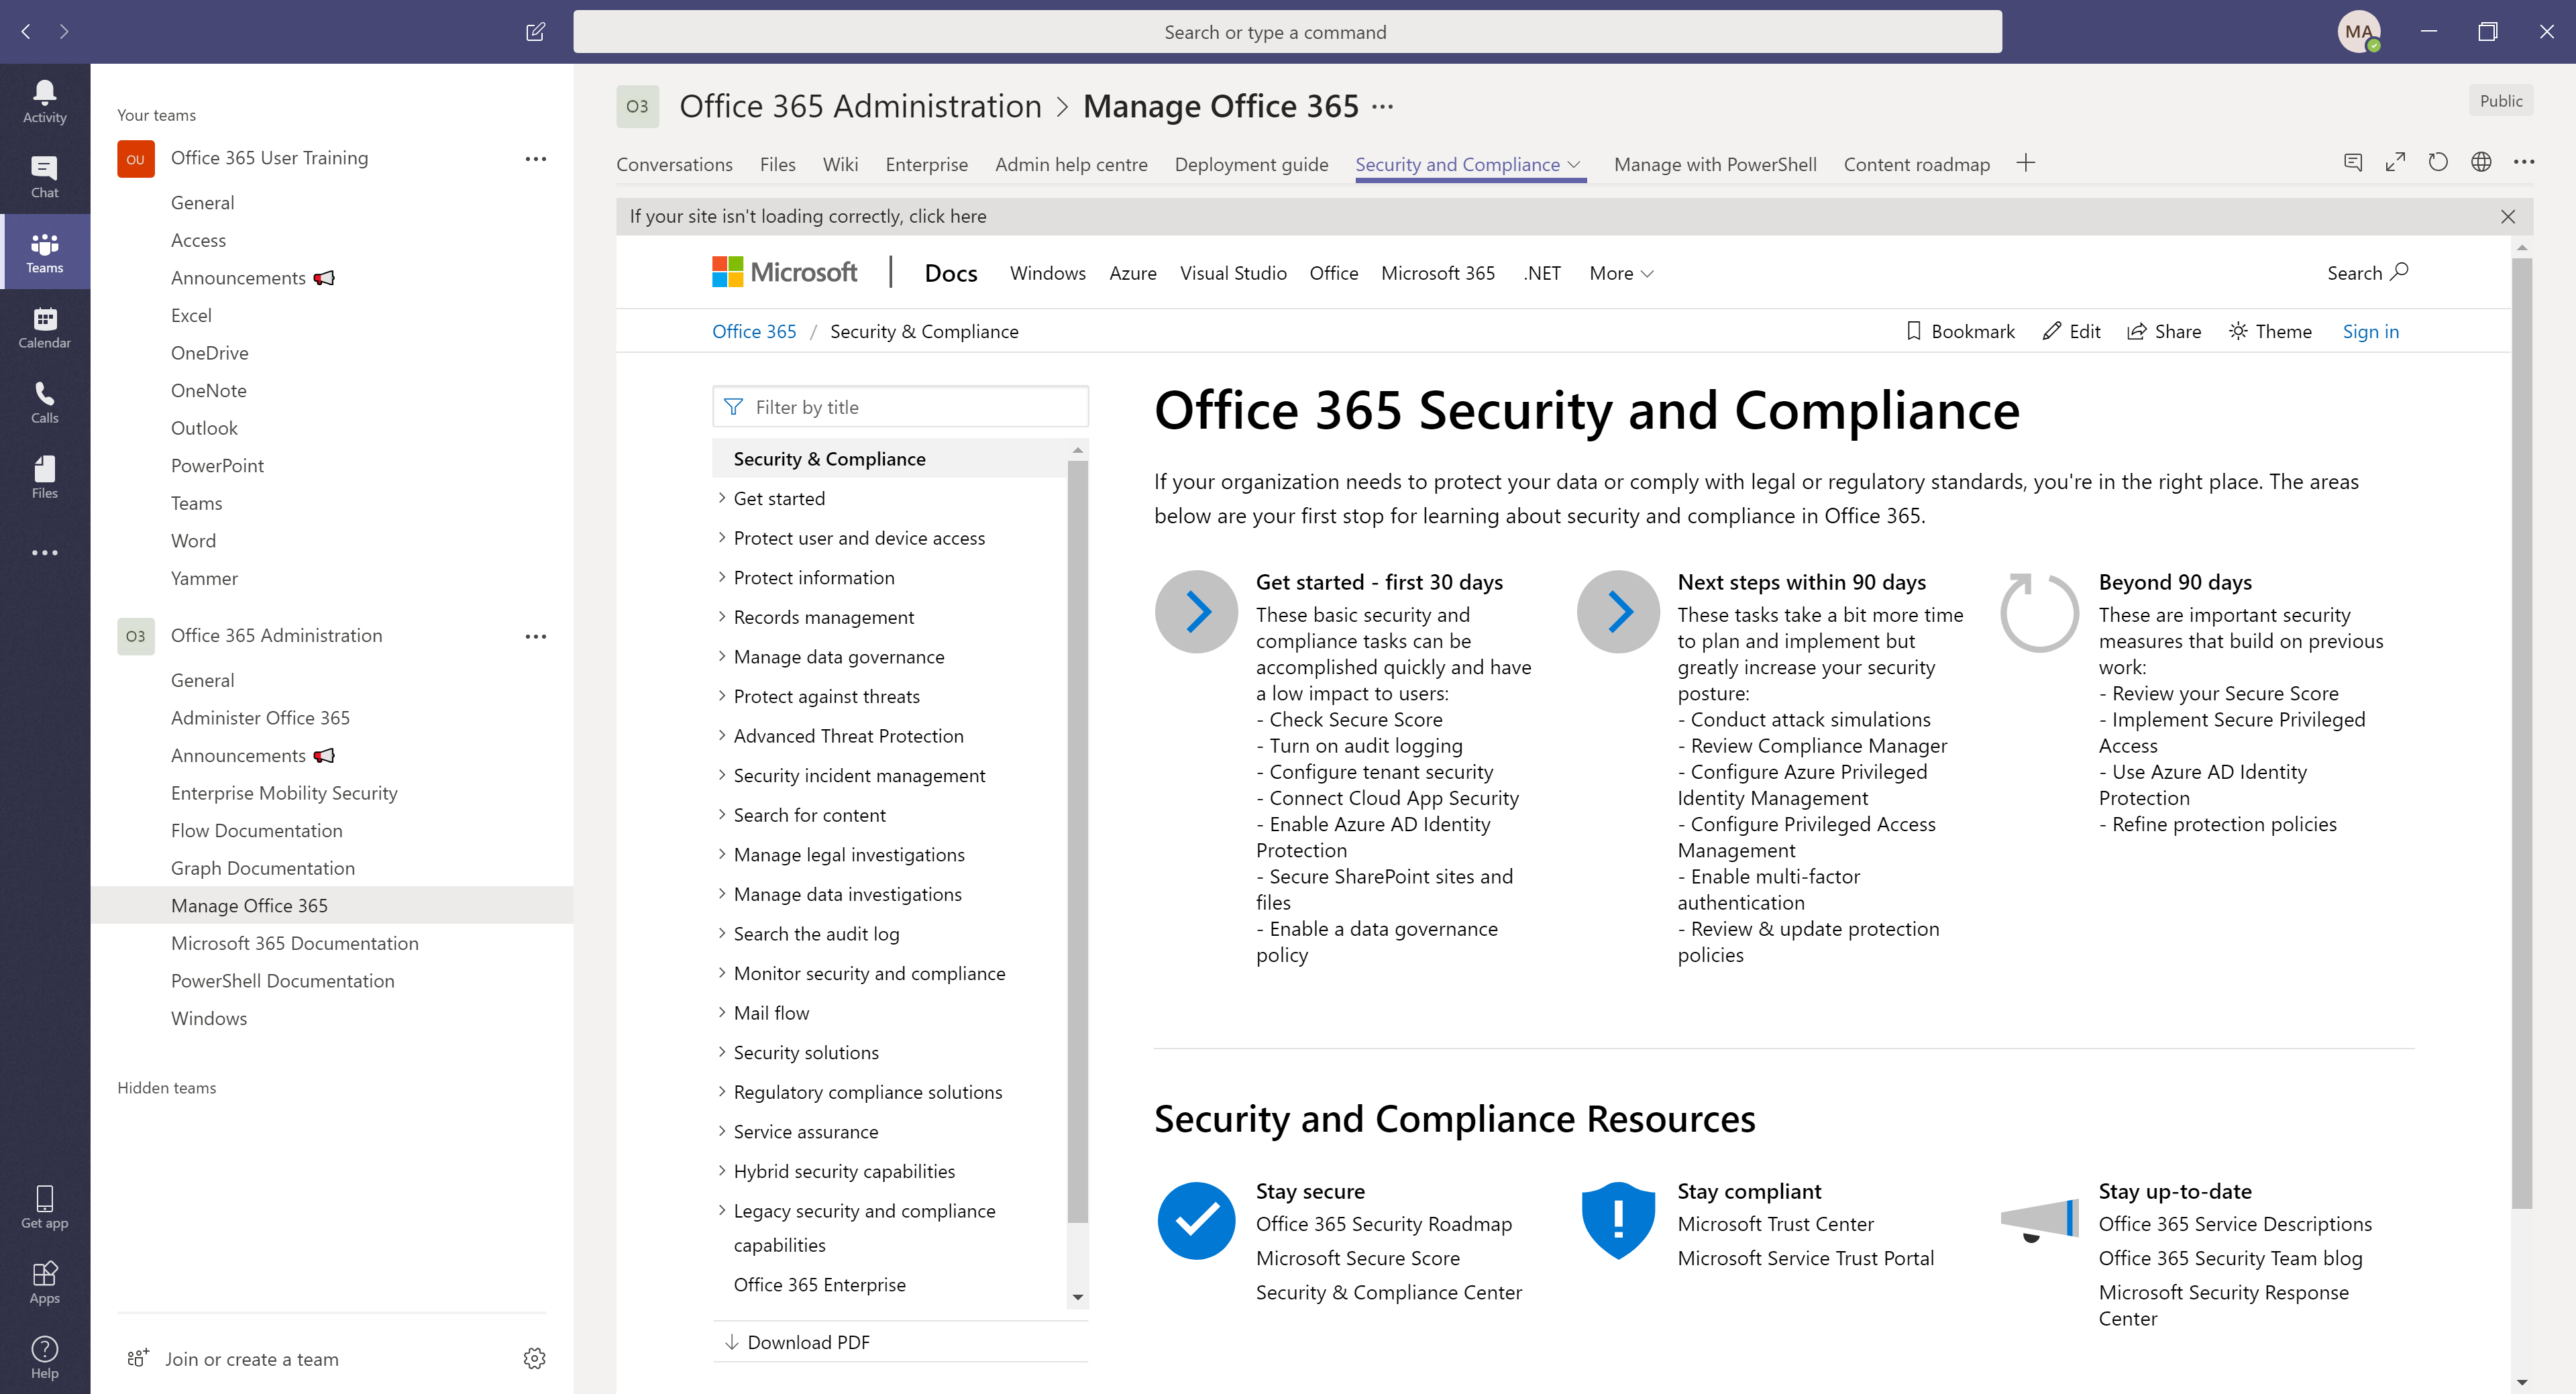 Search or type a command
MA
Activity
Chat
Teams
Calendar
Calls
Files
Get app
Apps
Help
Your teams
OU Office 365 User Training
General
Access
Announcements
Excel
OneDrive
OneNote
Outlook
PowerPoint
Teams
Word
Yammer
O3 Office 365 Administration
General
Administer Office 365
Announcements
Enterprise Mobility Security
Flow Documentation
Graph Documentation
Manage Office 365
Microsoft 365 Documentation
PowerShell Documentation
Windows
Hidden teams
Join or create a team
O3 Office 365 Administration > Manage Office 365 ...
Public
Conversations Files Wiki Enterprise Admin help centre Deployment guide Security and Compliance Manage with PowerShell Content roadmap
If your site isn't loading correctly, click here
Microsoft | Docs Windows Azure Visual Studio Office Microsoft 365 .NET More Search
Office 365 / Security & Compliance Bookmark Edit Share Theme Sign in
Filter by title
Security & Compliance
Get started
Protect user and device access
Protect information
Records management
Manage data governance
Protect against threats
Advanced Threat Protection
Security incident management
Search for content
Manage legal investigations
Manage data investigations
Search the audit log
Monitor security and compliance
Mail flow
Security solutions
Regulatory compliance solutions
Service assurance
Hybrid security capabilities
Legacy security and compliance
capabilities
Office 365 Enterprise
Download PDF
Office 365 Security and Compliance
If your organization needs to protect your data or comply with legal or regulatory standards, you're in the right place. The areas
below are your first stop for learning about security and compliance in Office 365.
Get started - first 30 days
These basic security and
compliance tasks can be
accomplished quickly and have
a low impact to users:
- Check Secure Score
- Turn on audit logging
- Configure tenant security
- Connect Cloud App Security
- Enable Azure AD Identity
Protection
- Secure SharePoint sites and
files
- Enable a data governance
policy
Next steps within 90 days
These tasks take a bit more time
to plan and implement but
greatly increase your security
posture:
- Conduct attack simulations
- Review Compliance Manager
- Configure Azure Privileged
Identity Management
- Configure Privileged Access
Management
- Enable multi-factor
authentication
- Review & update protection
policies
Beyond 90 days
These are important security
measures that build on previous
work:
- Review your Secure Score
- Implement Secure Privileged
Access
- Use Azure AD Identity
Protection
- Refine protection policies
Security and Compliance Resources
Stay secure
Office 365 Security Roadmap
Microsoft Secure Score
Security & Compliance Center
Stay compliant
Microsoft Trust Center
Microsoft Service Trust Portal
Stay up-to-date
Office 365 Service Descriptions
Office 365 Security Team blog
Microsoft Security Response
Center